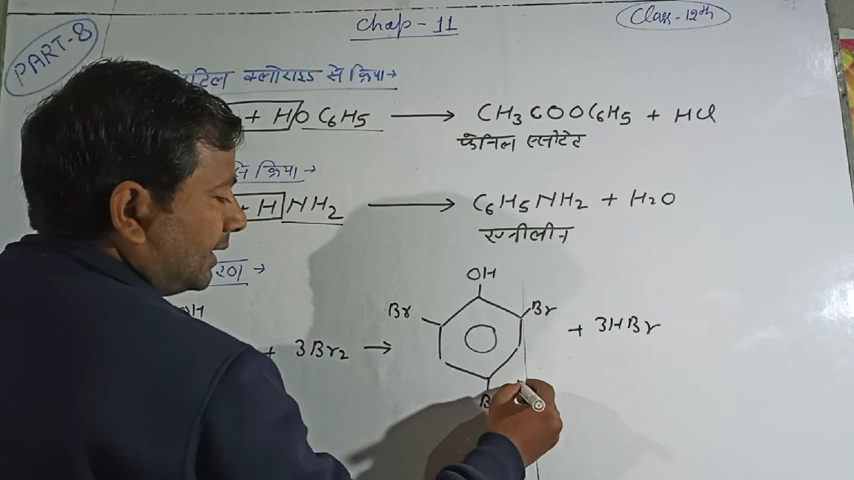 Chap - 11
Class - 12th
PART-8
क्लोराइड से क्रिया→
+ H/O C6H5 → CH3COOC6H5 + HCl
फेनिल एसीटेट
से क्रिया→
+ H NH2 → C6H5NH2 + H2O
एनीलीन
→
OH
OH
Br
Br
+ 3Br2 →
+ 3HBr
B